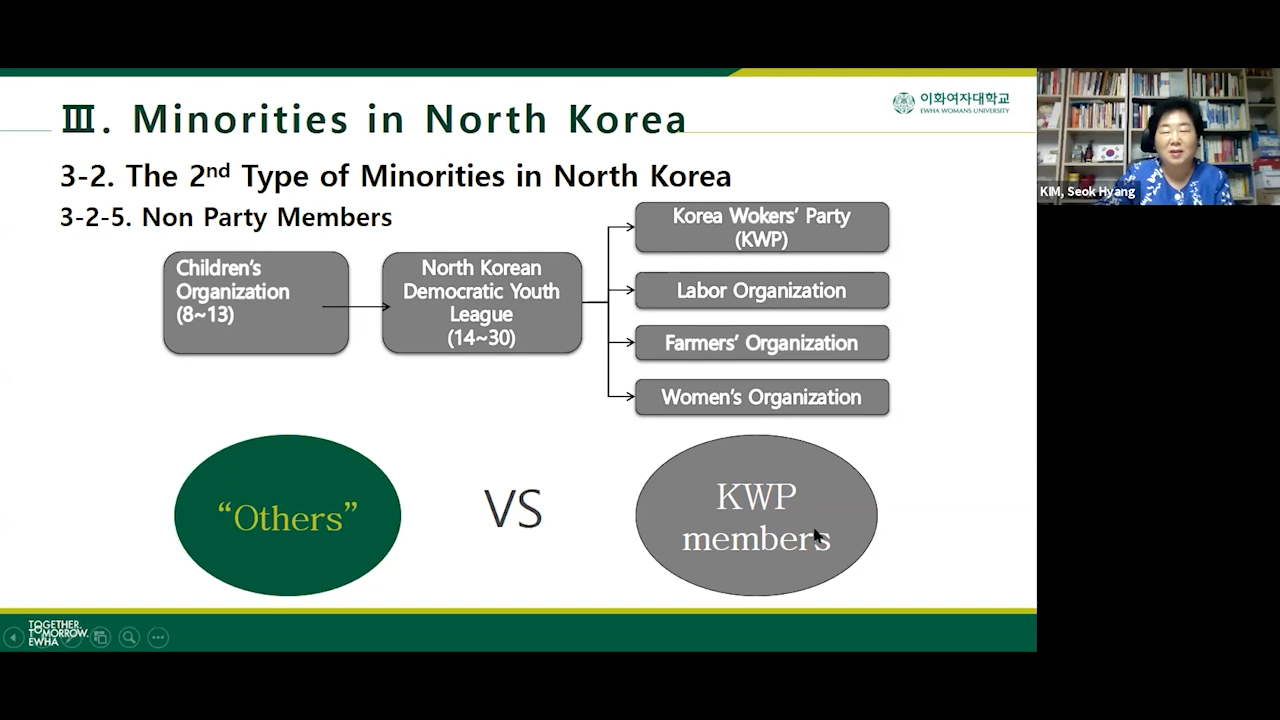 이화여자대학교
EWHA WOMANS UNIVERSITY
Ⅲ. Minorities in North Korea
3-2. The 2nd Type of Minorities in North Korea
3-2-5. Non Party Members
Children's
Organization
(8~13)
North Korean
Democratic Youth
League
(14~30)
Korea Wokers' Party
(KWP)
Labor Organization
Farmers' Organization
Women's Organization
“Others”
VS
KWP
members
TOGETHER.
TOMORROW.
EWHA
KIM, Seok Hyang